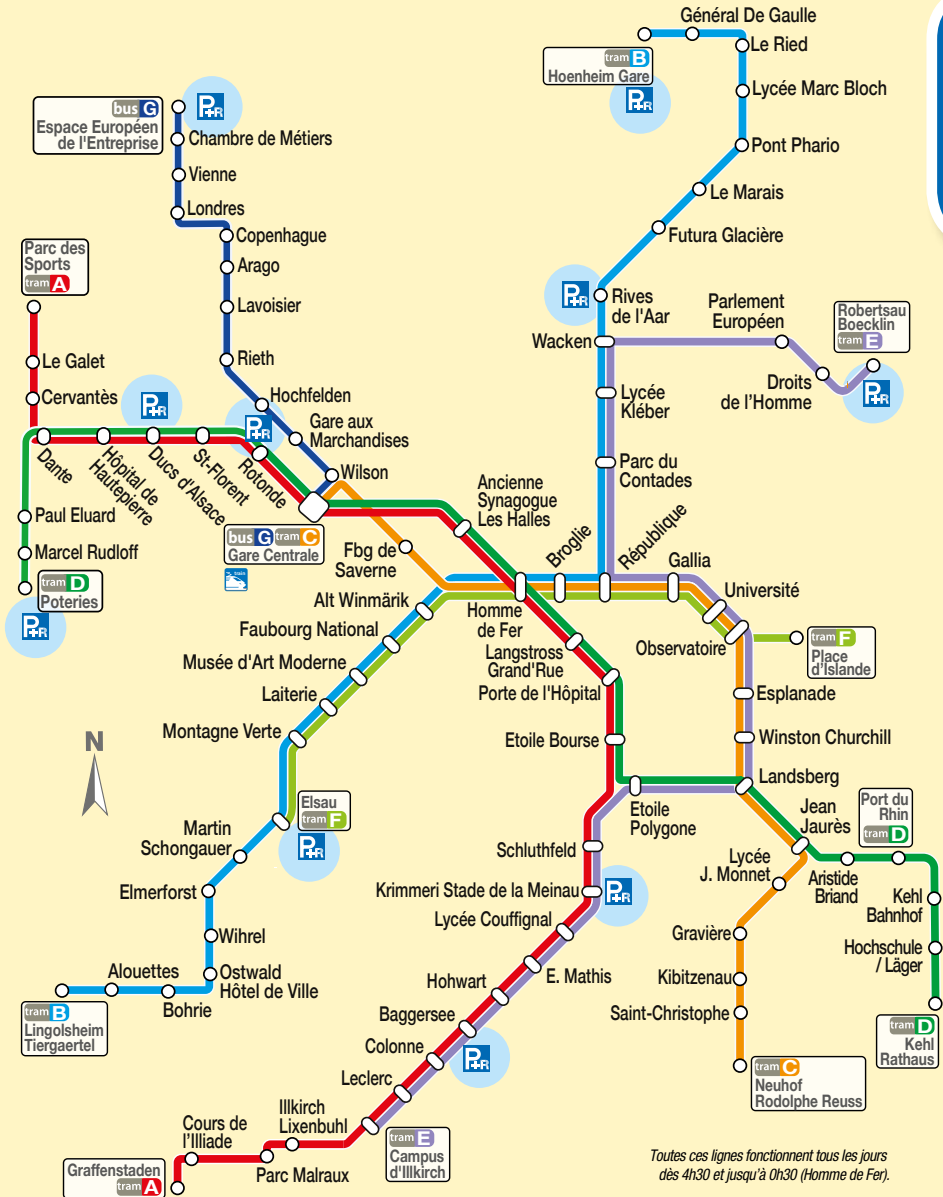 Général De Gaulle
Le Ried
tram B
Hoenheim Gare
P+R
Lycée Marc Bloch
Pont Phario
Le Marais
Futura Glacière
P+R
Rives
de l'Aar
bus G
Espace Européen
de l'Entreprise
P+R
Chambre de Métiers
Vienne
Londres
Copenhague
Arago
Lavoisier
Rieth
Hochfelden
Gare aux
Marchandises
Wilson
Parc des
Sports
tram A
Le Galet
Cervantès
P+R
P+R
Dante
Hôpital de
Hautepierre
Ducs d'Alsace
St-Florent
Rotonde
bus G tram C
Gare Centrale
train
Paul Eluard
Marcel Rudloff
tram D
Poteries
P+R
Wacken
Parlement
Européen
Robertsau
Boecklin
tram E
P+R
Droits
de l'Homme
Lycée
Kléber
Parc du
Contades
Ancienne
Synagogue
Les Halles
Fbg de
Saverne
Broglie
République
Gallia
Université
Alt Winmärik
Homme
de Fer
Observatoire
tram F
Place
d'Islande
Faubourg National
Langstross
Grand'Rue
Musée d'Art Moderne
Porte de l'Hôpital
Laiterie
Esplanade
Montagne Verte
Etoile Bourse
Winston Churchill
N
Landsberg
Elsau
tram F
P+R
Etoile
Polygone
Jean
Jaurès
Port du
Rhin
tram D
Martin
Schongauer
Schluthfeld
Lycée
J. Monnet
Aristide
Briand
Elmerforst
Krimmeri Stade de la Meinau
P+R
Kehl
Bahnhof
Lycée Couffignal
Gravière
Wihrel
Hochschule
/ Läger
Alouettes
Ostwald
Hôtel de Ville
E. Mathis
Hohwart
Kibitzenau
Bohrie
tram B
Lingolsheim
Tiergaertel
Baggersee
Saint-Christophe
tram D
Kehl
Rathaus
Colonne
P+R
Leclerc
tram C
Neuhof
Rodolphe Reuss
Illkirch
Lixenbuhl
Cours de
l'Illiade
tram E
Campus
d'Illkirch
Parc Malraux
Graffenstaden
tram A
Toutes ces lignes fonctionnent tous les jours
dès 4h30 et jusqu'à 0h30 (Homme de Fer).